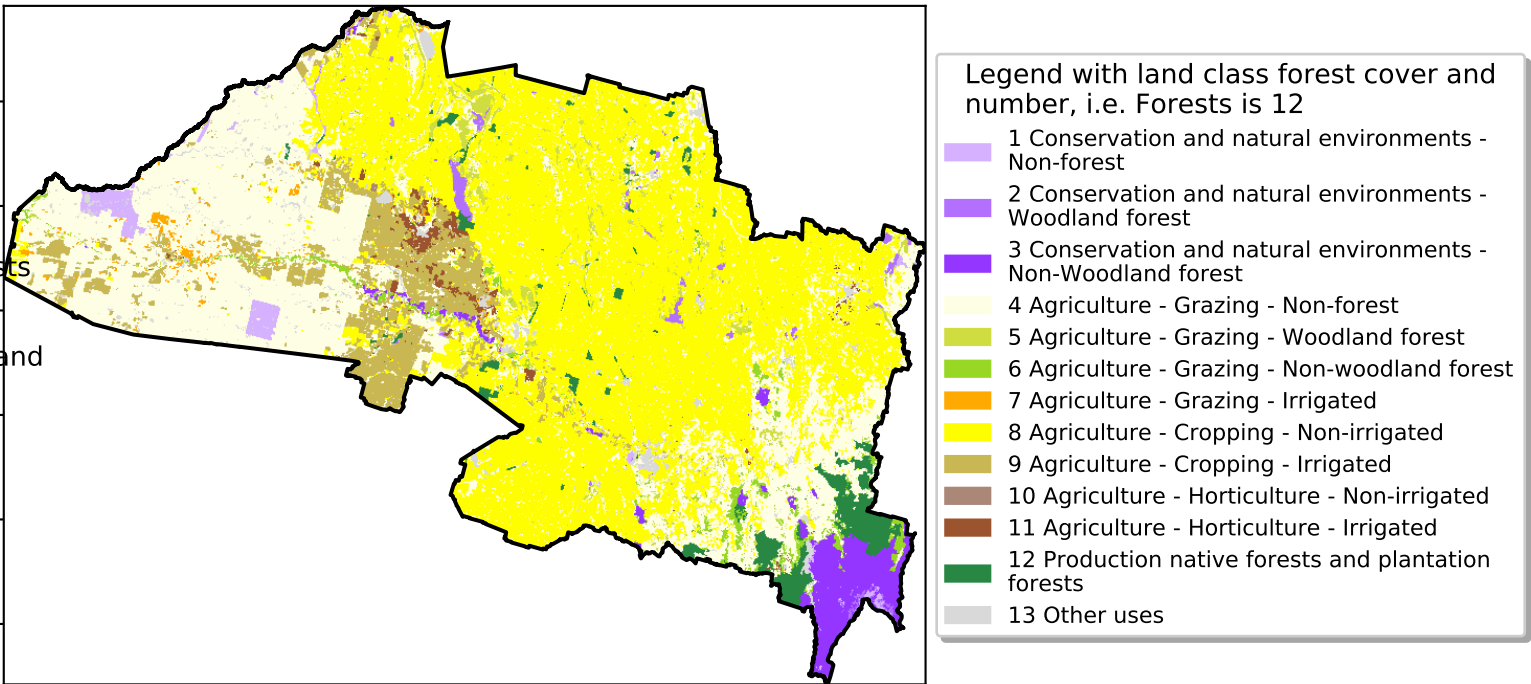 Legend with land class forest cover and
number, i.e. Forests is 12
1 Conservation and natural environments -
Non-forest
2 Conservation and natural environments -
Woodland forest
3 Conservation and natural environments -
Non-Woodland forest
4 Agriculture - Grazing - Non-forest
5 Agriculture - Grazing - Woodland forest
6 Agriculture - Grazing - Non-woodland forest
7 Agriculture - Grazing - Irrigated
8 Agriculture - Cropping - Non-irrigated
9 Agriculture - Cropping - Irrigated
10 Agriculture - Horticulture - Non-irrigated
11 Agriculture - Horticulture - Irrigated
12 Production native forests and plantation
forests
13 Other uses
sts
and